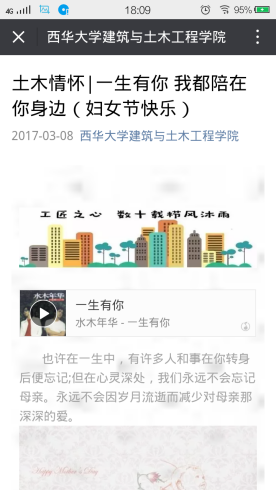 4G 18:09 95%
西华大学建筑与土木工程学院
土木情怀|一生有你 我都陪在
你身边（妇女节快乐）
2017-03-08 西华大学建筑与土木工程学院
工匠之心 数十载栉风沐雨
水木年华
一生有你
水木年华 - 一生有你
也许在一生中，有许多人和事在你转身
后便忘记;但在心灵深处，我们永远不会忘记
母亲。永远不会因岁月流逝而减少对母亲那
深深的爱。
Happy Mother's Day